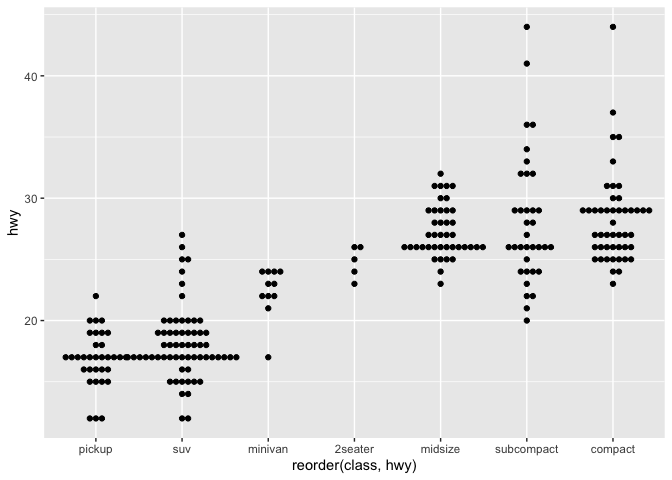 40
30
20
hwy
pickup suv minivan 2seater midsize subcompact compact
reorder(class, hwy)